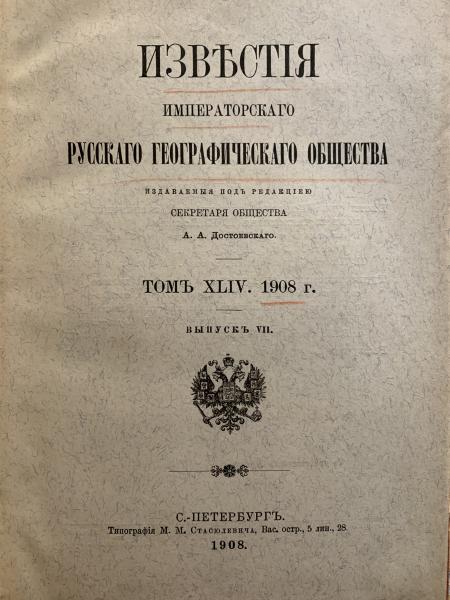 ИЗВѢСТІЯ
ИМПЕРАТОРСКАГО
РУССКАГО ГЕОГРАФИЧЕСКАГО ОБЩЕСТВА
ИЗДАВАЕМЫЯ ПОДЪ РЕДАКЦІЕЮ
СЕКРЕТАРЯ ОБЩЕСТВА
А. А. Достоевскаго.
ТОМЪ XLIV. 1908 г.
ВЫПУСКЪ VII.
С.-ПЕТЕРБУРГЪ.
Типографія М. М. Стасюлевича, Вас. остр., 5 лин., 28.
1908.